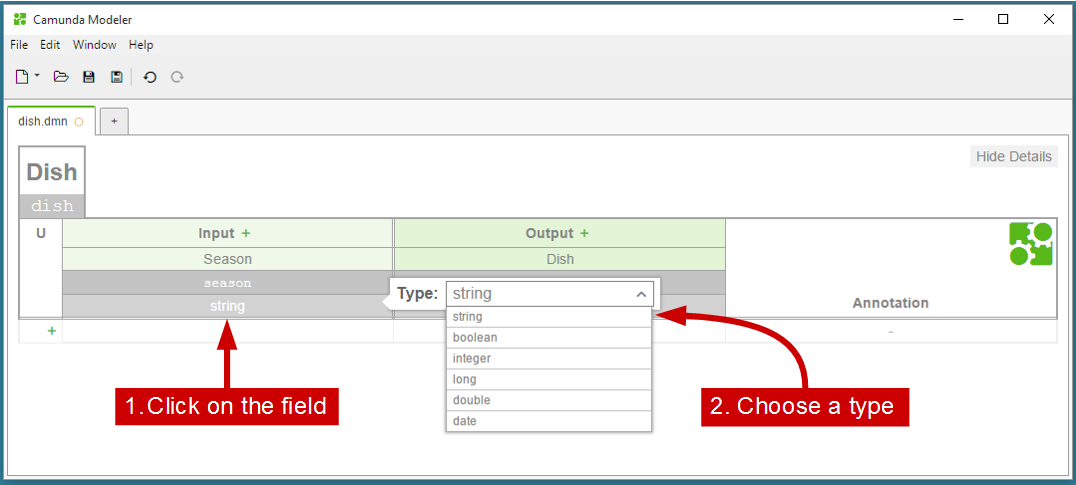 Camunda Modeler
File Edit Window Help
dish.dmn +
Hide Details
Dish
dish
U Input + Output +
Season Dish
season
Type: string
string
Annotation
+ -
string
boolean
integer
long
double
date
1.Click on the field
2. Choose a type